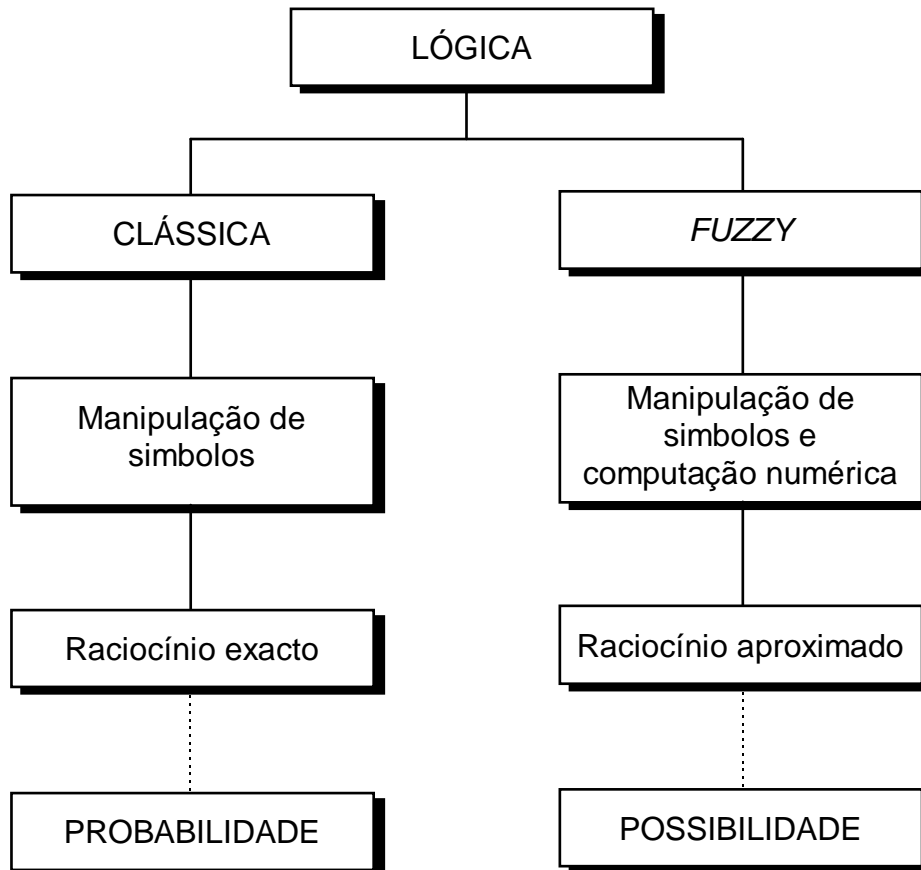 LÓGICA
CLÁSSICA
FUZZY
Manipulação de
simbolos
Manipulação de
simbolos e
computação numérica
Raciocínio exacto
Raciocínio aproximado
PROBABILIDADE
POSSIBILIDADE